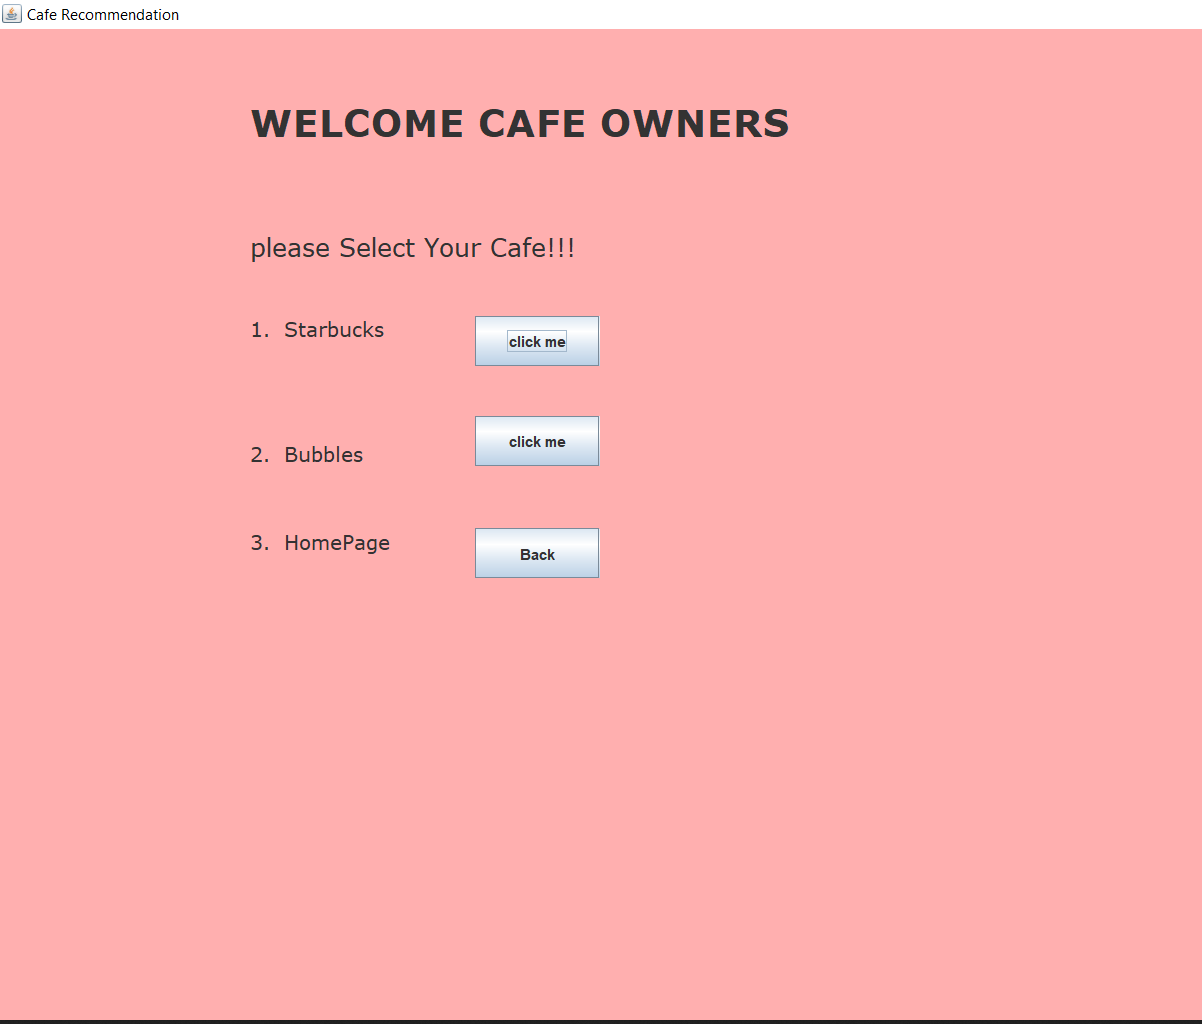 Cafe Recommendation
WELCOME CAFE OWNERS
please Select Your Cafe!!!
1. Starbucks click me
2. Bubbles click me
3. HomePage Back